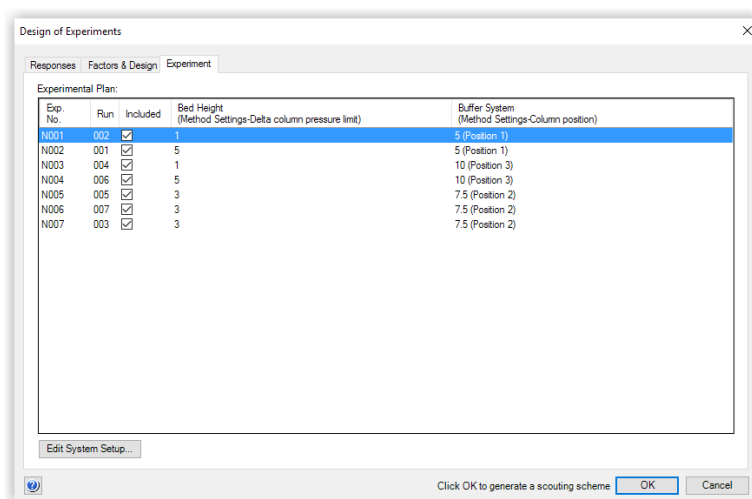 Design of Experiments
Responses Factors & Design Experiment
Experimental Plan:
Exp. No. Run Included Bed Height (Method Settings-Delta column pressure limit) Buffer System (Method Settings-Column position)
N001 002 1 5 (Position 1)
N002 001 5 5 (Position 1)
N003 004 1 10 (Position 3)
N004 006 5 10 (Position 3)
N005 005 3 7.5 (Position 2)
N006 007 3 7.5 (Position 2)
N007 003 3 7.5 (Position 2)
Edit System Setup...
Click OK to generate a scouting scheme OK Cancel